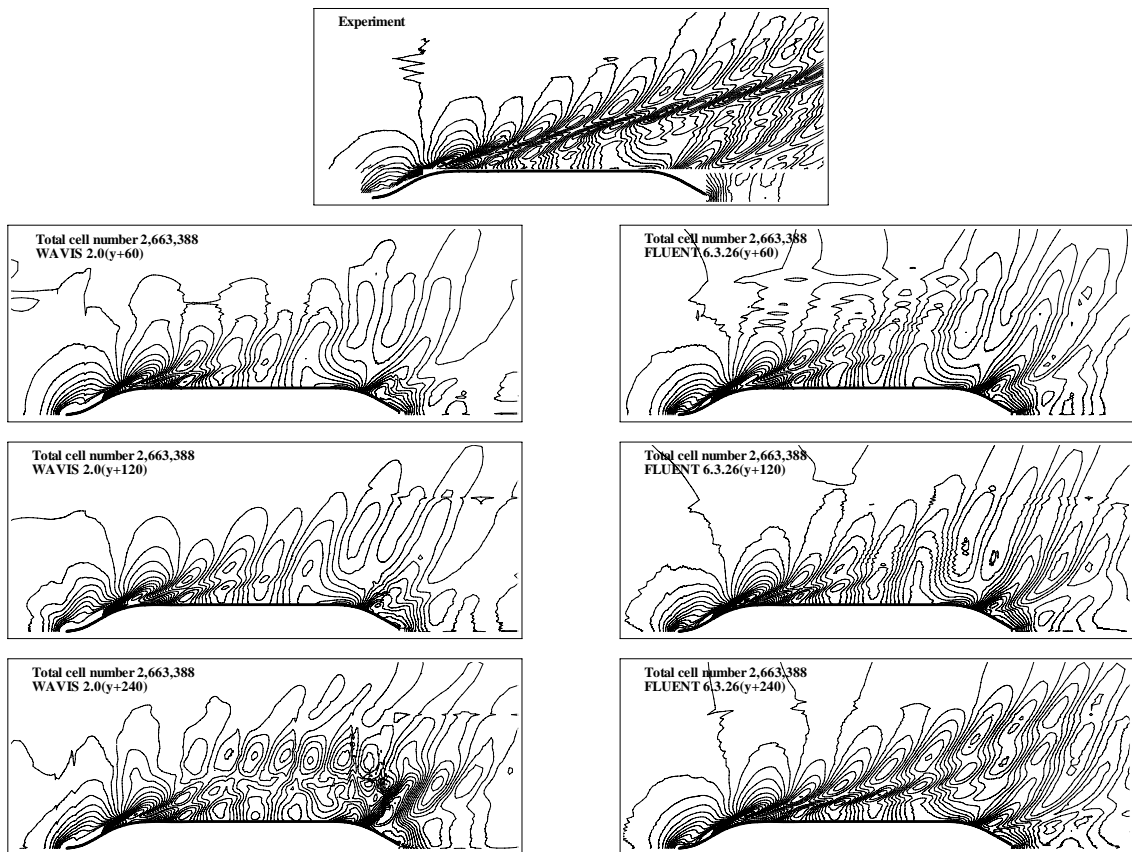 Experiment
Total cell number 2,663,388
WAVIS 2.0(y+60)
Total cell number 2,663,388
FLUENT 6.3.26(y+60)
Total cell number 2,663,388
WAVIS 2.0(y+120)
Total cell number 2,663,388
FLUENT 6.3.26(y+120)
Total cell number 2,663,388
WAVIS 2.0(y+240)
Total cell number 2,663,388
FLUENT 6.3.26(y+240)